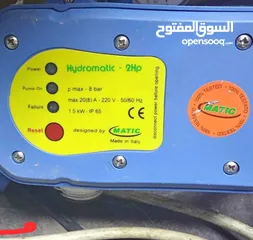 السوق المفتوح
opensooq.com
Hydromatic - 2Hp
Power
Pump On
p max - 8 bar
max 20(8) A - 220 V - 50/60 Hz
Failure
1.5 kW - IP 65
Reset
designed by
MATIC
Made in Italy
MATIC